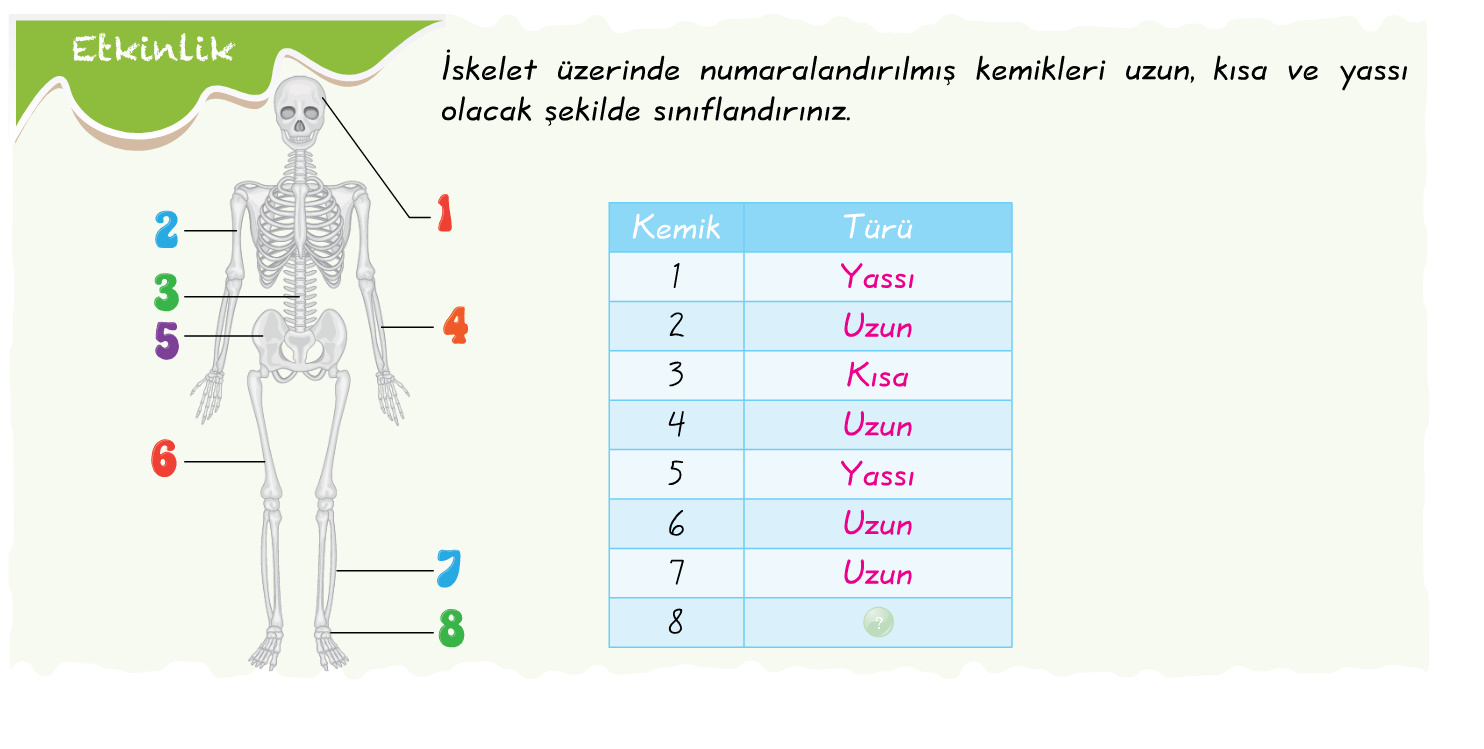 Etkinlik
İskelet üzerinde numaralandırılmış kemikleri uzun, kısa ve yassı
olacak şekilde sınıflandırınız.
1
2
3
4
5
6
7
8
Kemik Türü
1 Yassı
2 Uzun
3 Kısa
4 Uzun
5 Yassı
6 Uzun
7 Uzun
8 ?